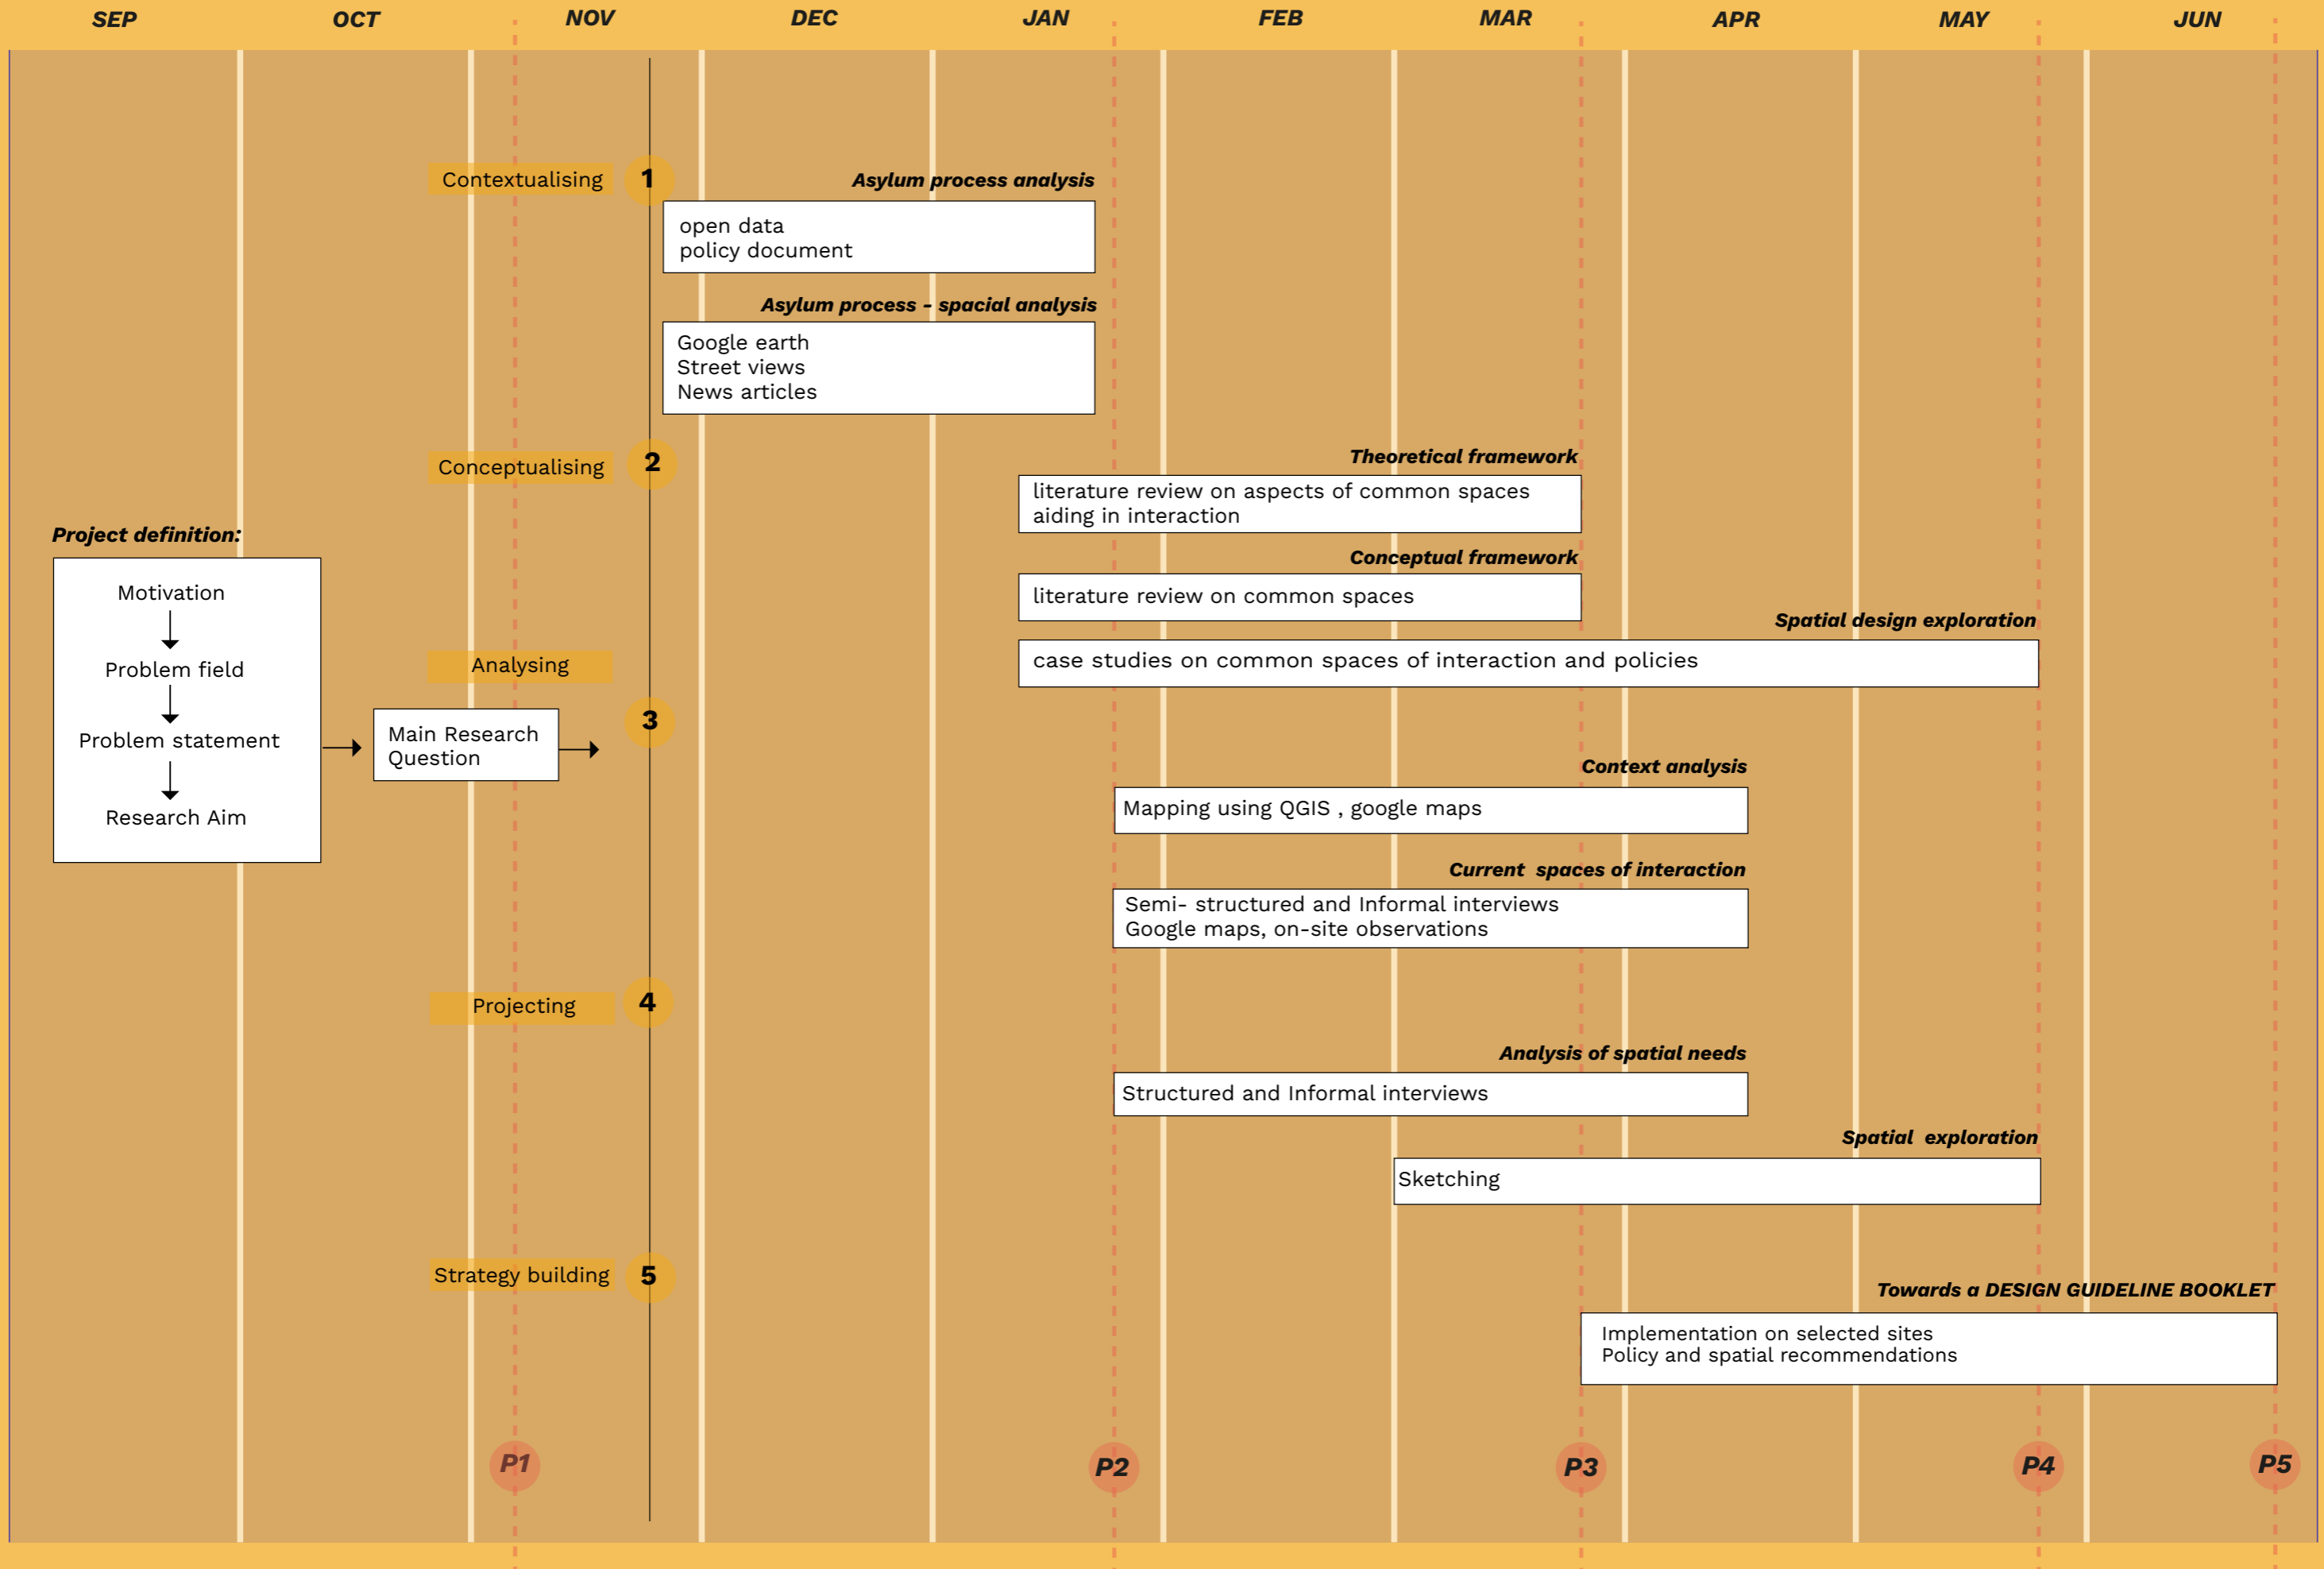 SEP
OCT
NOV
DEC
JAN
FEB
MAR
APR
MAY
JUN
Project definition:
Motivation
Problem field
Problem statement
Research Aim
Main Research
Question
Contextualising
1
Asylum process analysis
open data
policy document
Asylum process - spacial analysis
Google earth
Street views
News articles
Conceptualising
2
Theoretical framework
literature review on aspects of common spaces
aiding in interaction
Conceptual framework
literature review on common spaces
Spatial design exploration
case studies on common spaces of interaction and policies
Analysing
3
Context analysis
Mapping using QGIS , google maps
Current spaces of interaction
Semi- structured and Informal interviews
Google maps, on-site observations
Projecting
4
Analysis of spatial needs
Structured and Informal interviews
Spatial exploration
Sketching
Strategy building
5
Towards a DESIGN GUIDELINE BOOKLET
Implementation on selected sites
Policy and spatial recommendations
P1
P2
P3
P4
P5